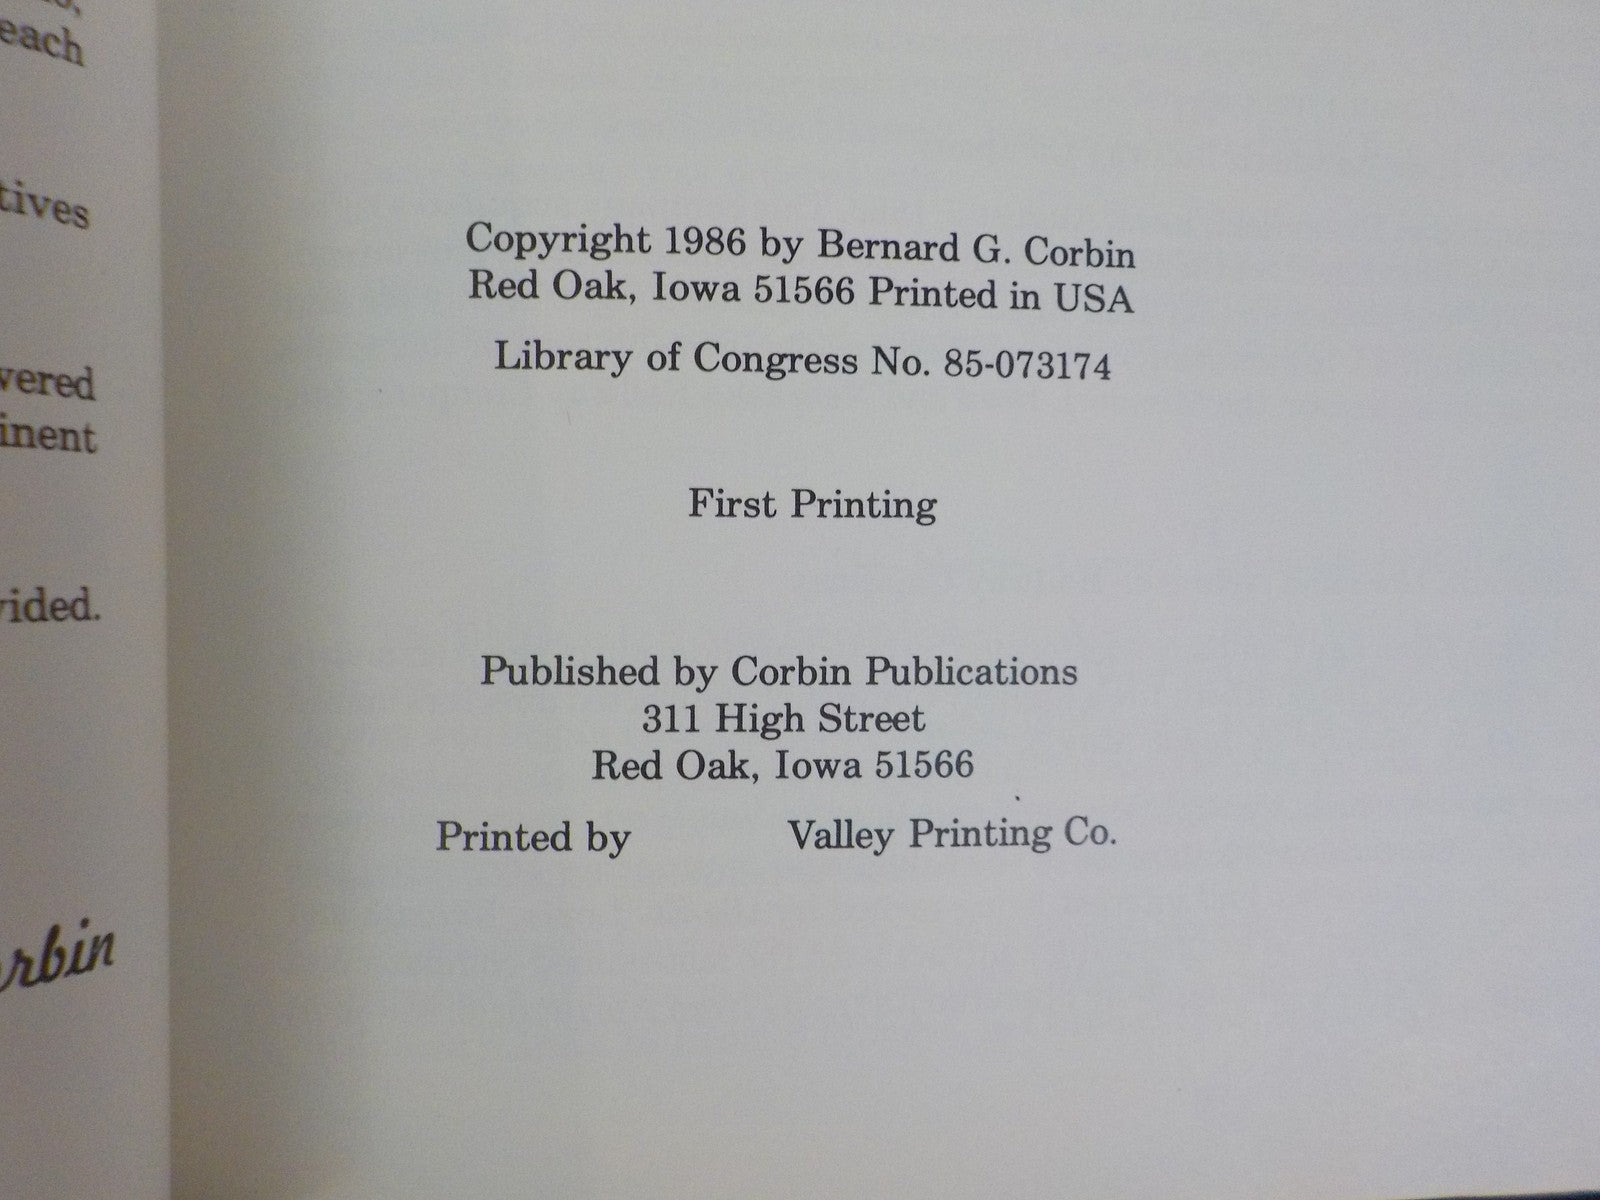 each
tives
vered
inent
vided.
Corbin
Copyright 1986 by Bernard G. Corbin
Red Oak, Iowa 51566 Printed in USA
Library of Congress No. 85-073174
First Printing
Published by Corbin Publications
311 High Street
Red Oak, Iowa 51566
Printed by Valley Printing Co.